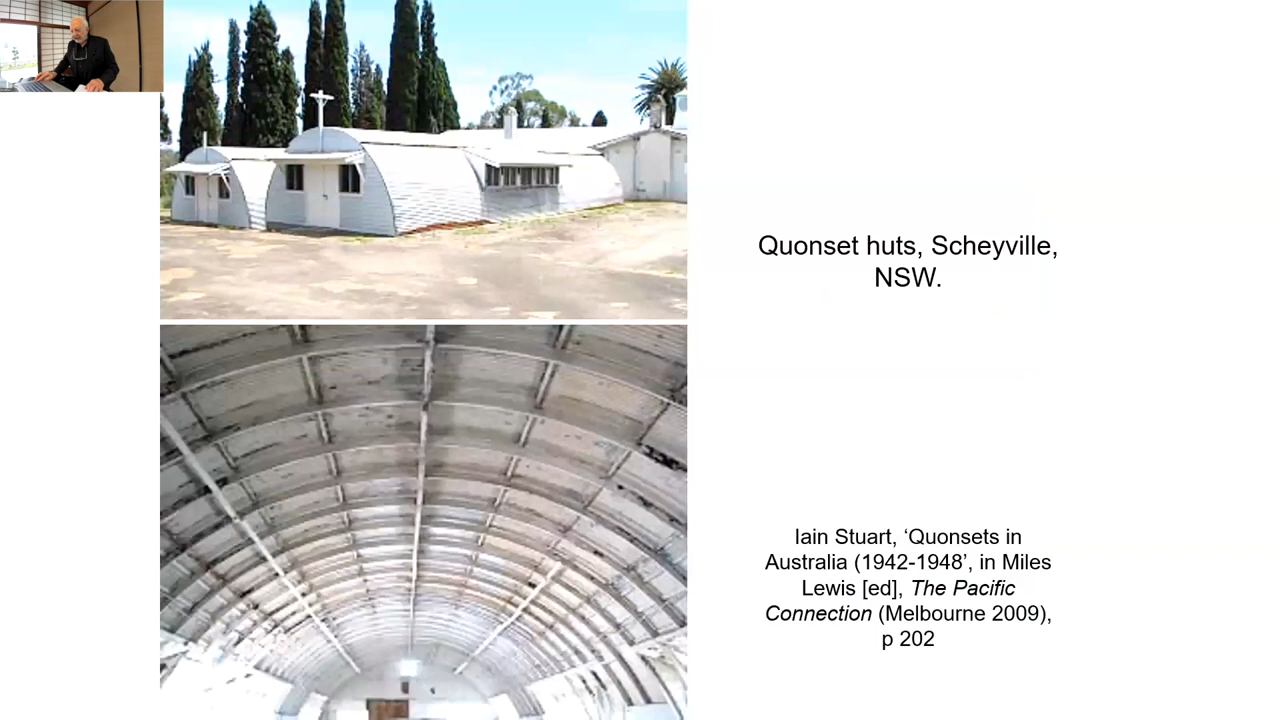 Quonset huts, Scheyville,
NSW.
Iain Stuart, ‘Quonsets in
Australia (1942-1948’, in Miles
Lewis [ed], The Pacific
Connection (Melbourne 2009),
p 202